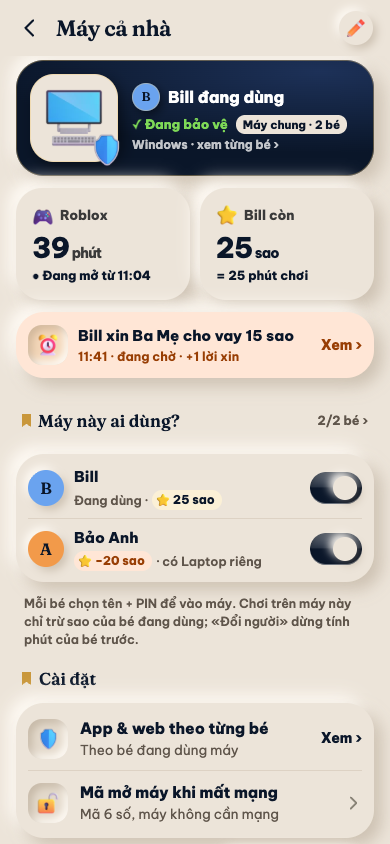 Máy cả nhà
B Bill đang dùng
✓ Đang bảo vệ Máy chung · 2 bé
Windows · xem từng bé ›
Roblox
39 phút
• Đang mở từ 11:04
Bill còn
25 sao
= 25 phút chơi
Bill xin Ba Mẹ cho vay 15 sao
11:41 · đang chờ · +1 lời xin
Xem ›
Máy này ai dùng?
2/2 bé ›
B
Bill
Đang dùng · ⭐ 25 sao
A
Bảo Anh
⭐ −20 sao · có Laptop riêng
Mỗi bé chọn tên + PIN để vào máy. Chơi trên máy này
chỉ trừ sao của bé đang dùng; «Đổi người» dừng tính
phút của bé trước.
Cài đặt
App & web theo từng bé
Theo bé đang dùng máy
Xem ›
Mã mở máy khi mất mạng
Mã 6 số, máy không cần mạng